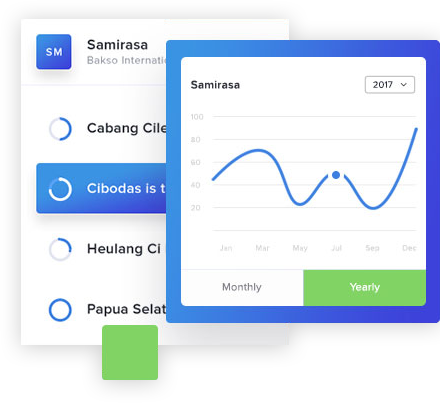 SM
Samirasa
Bakso Internatio
Cabang Cile
Cibodas is t
Heulang Ci
Papua Selat
Samirasa
2017
100
80
60
40
20
Jan Mar May Jul Sep Dec
Monthly Yearly